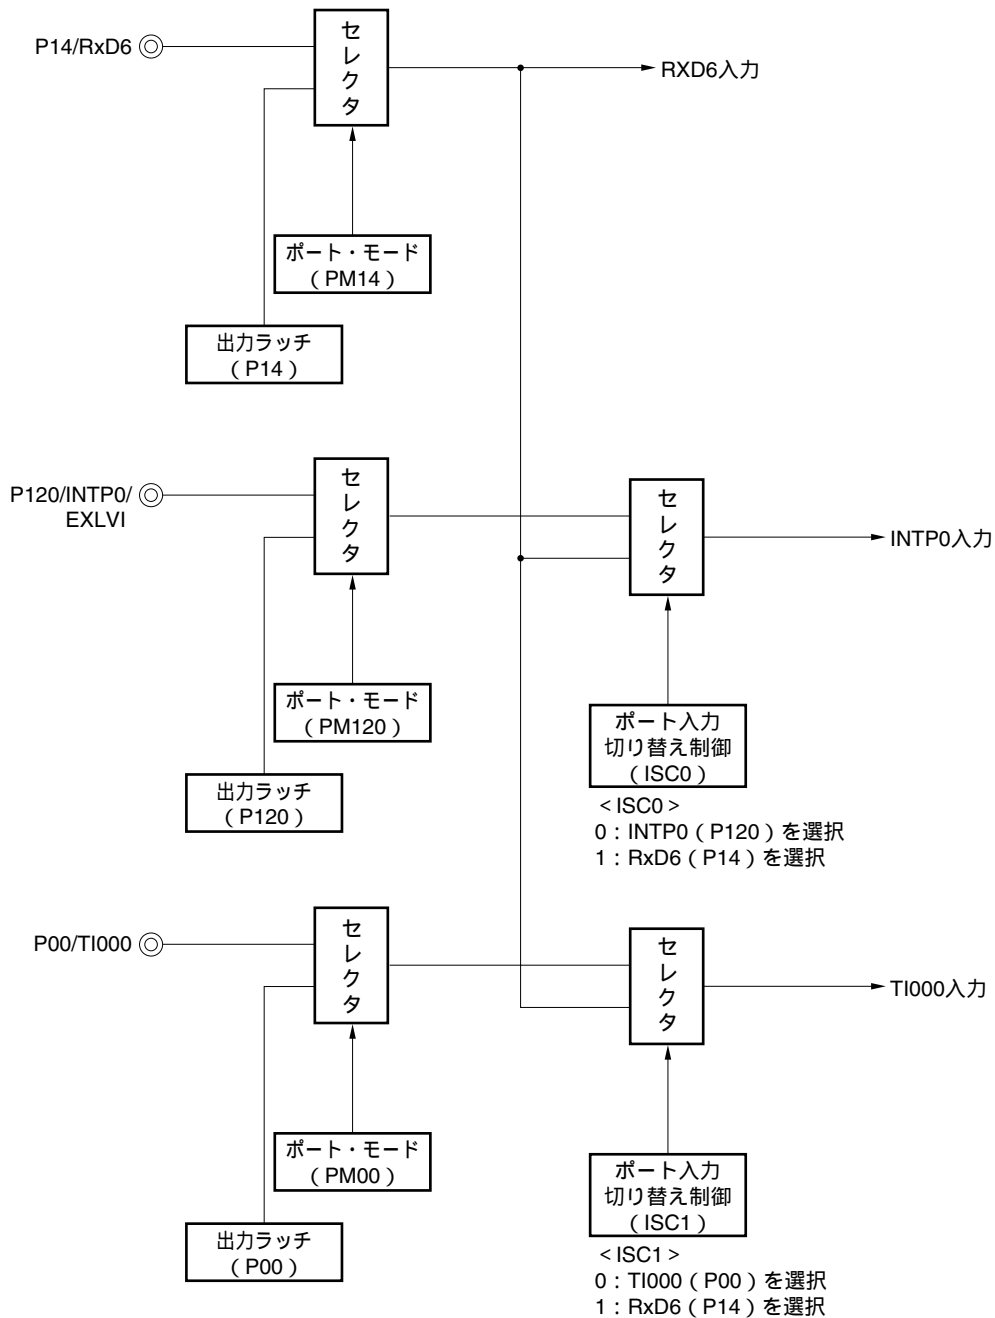 P14/RxD6
セレクタ
RXD6入力
ポート・モード
（PM14）
出力ラッチ
（P14）
P120/INTP0/
EXLVI
セレクタ
セレクタ
INTP0入力
ポート・モード
（PM120）
出力ラッチ
（P120）
ポート入力
切り替え制御
（ISC0）
＜ISC0＞
0：INTP0（P120）を選択
1：RxD6（P14）を選択
P00/TI000
セレクタ
セレクタ
TI000入力
ポート・モード
（PM00）
出力ラッチ
（P00）
ポート入力
切り替え制御
（ISC1）
＜ISC1＞
0：TI000（P00）を選択
1：RxD6（P14）を選択